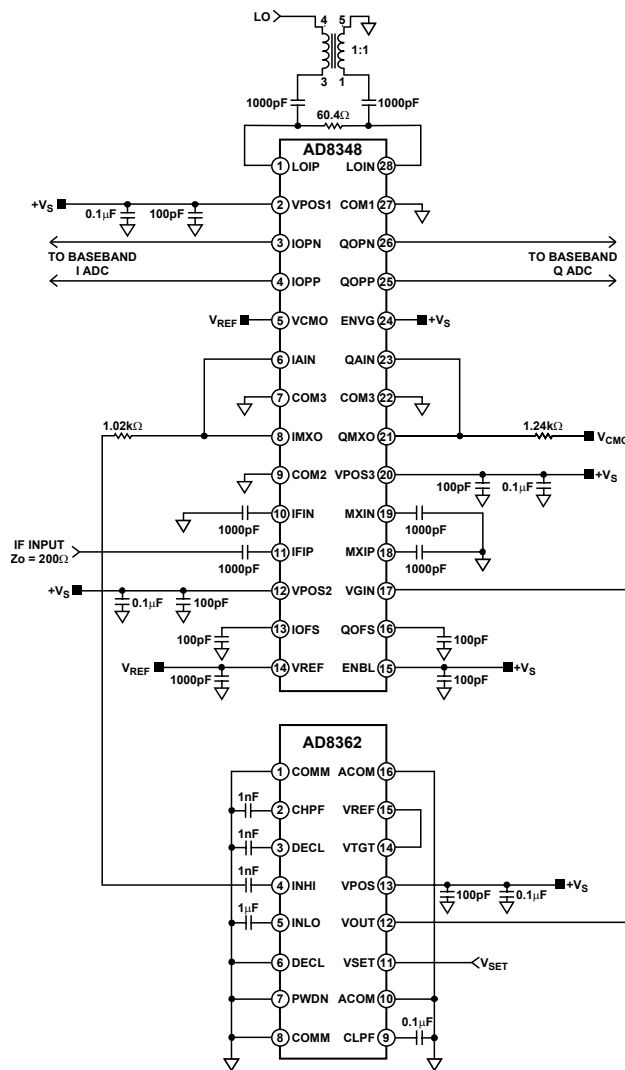 LO
4 5
1:1
3 1
1000pF 1000pF
60.4Ω
AD8348
1 LOIP LOIN 28
+VS 2 VPOS1 COM1 27
0.1µF 100pF
3 IOPN QOPN 26
TO BASEBAND
I ADC
TO BASEBAND
Q ADC
4 IOPP QOPP 25
VREF 5 VCMO ENVG 24 +VS
6 IAIN QAIN 23
7 COM3 COM3 22
1.02kΩ 8 IMXO QMXO 21 1.24kΩ VCMO
9 COM2 VPOS3 20 +VS
100pF 0.1µF
10 IFIN MXIN 19
1000pF 1000pF
IF INPUT
Zo = 200Ω
11 IFIP MXIP 18
1000pF 1000pF
+VS 12 VPOS2 VGIN 17
0.1µF 100pF
13 IOFS QOFS 16
100pF 100pF
VREF 14 VREF ENBL 15 +VS
1000pF 100pF
AD8362
1 COMM ACOM 16
1nF
2 CHPF VREF 15
1nF
3 DECL VTGT 14
1nF
4 INHI VPOS 13 +VS
100pF 0.1µF
1µF
5 INLO VOUT 12
6 DECL VSET 11 VSET
7 PWDN ACOM 10
0.1µF
8 COMM CLPF 9